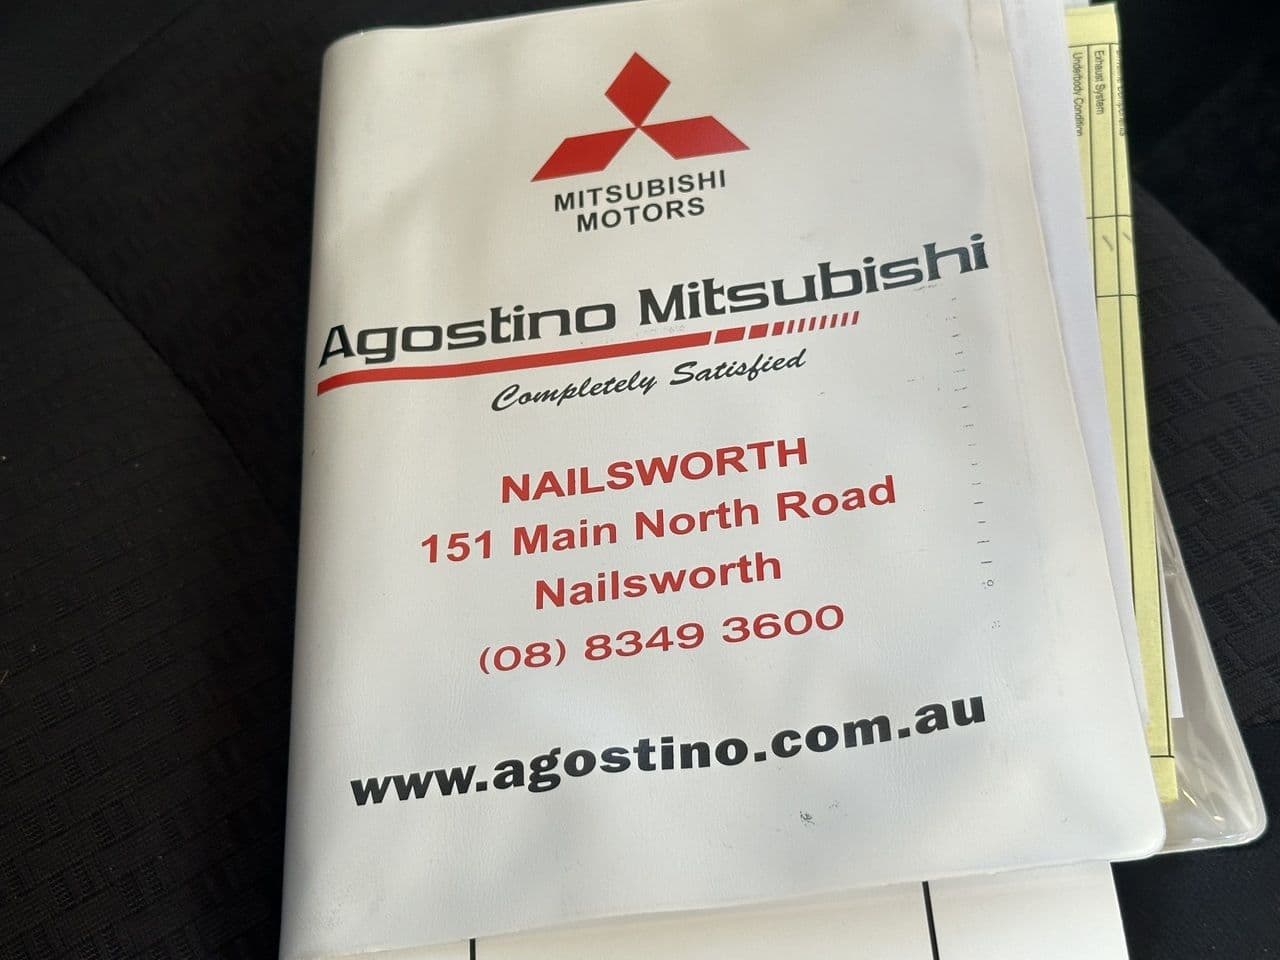 MITSUBISHI
MOTORS
Agostino Mitsubishi
Completely Satisfied
NAILSWORTH
151 Main North Road
Nailsworth
(08) 8349 3600
www.agostino.com.au
Exhaust System
Underbody Condition